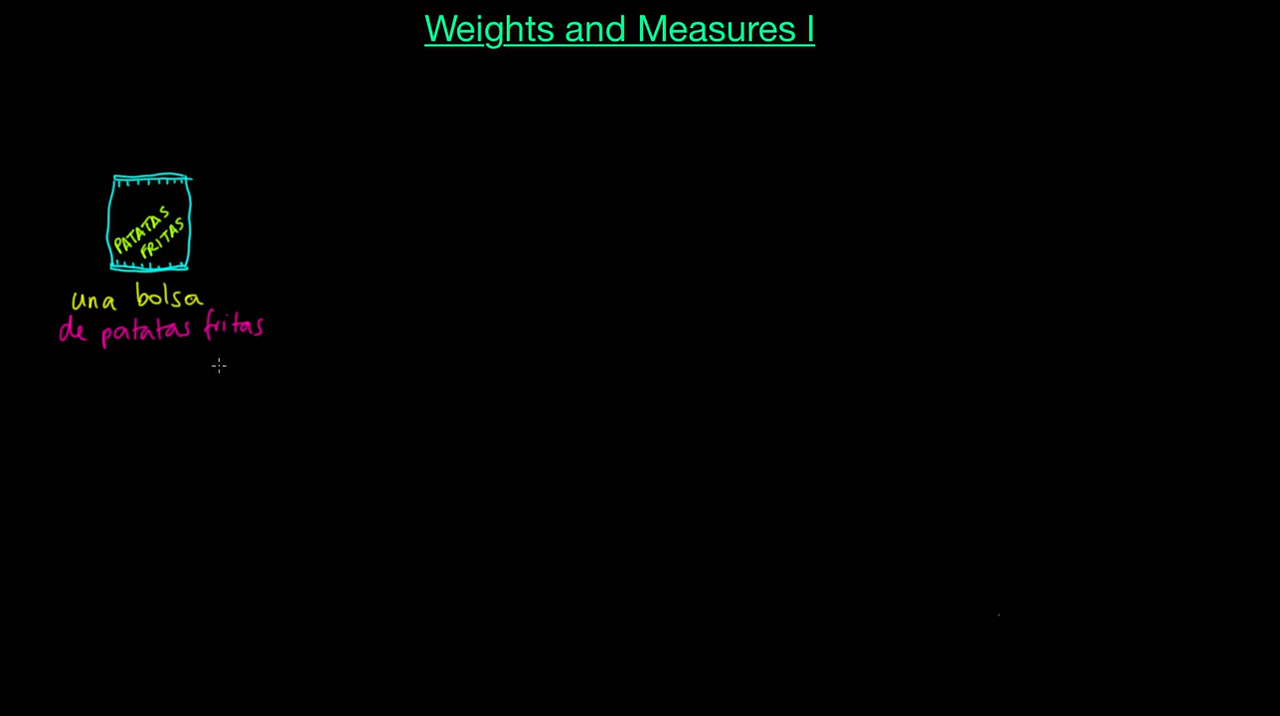 Weights and Measures I
PATATAS
FRITAS
una bolsa
de patatas fritas